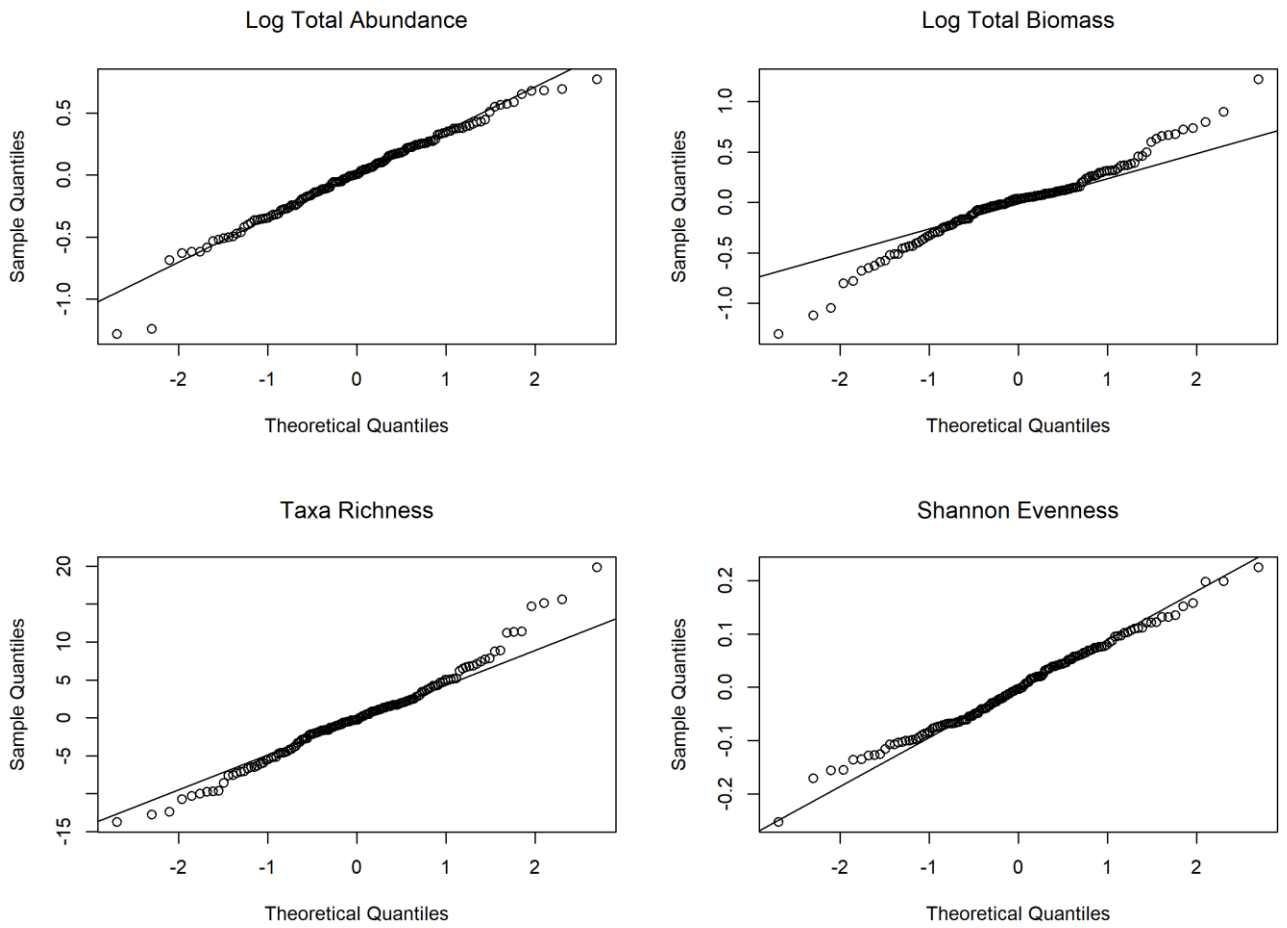 Log Total Abundance
Sample Quantiles
0.5
0.0
-0.5
-1.0
-2 -1 0 1 2
Theoretical Quantiles
Log Total Biomass
Sample Quantiles
1.0
0.5
0.0
-0.5
-1.0
-2 -1 0 1 2
Theoretical Quantiles
Taxa Richness
Sample Quantiles
20
10
5
0
-5
-15
-2 -1 0 1 2
Theoretical Quantiles
Shannon Evenness
Sample Quantiles
0.2
0.1
0.0
-0.1
-0.2
-2 -1 0 1 2
Theoretical Quantiles